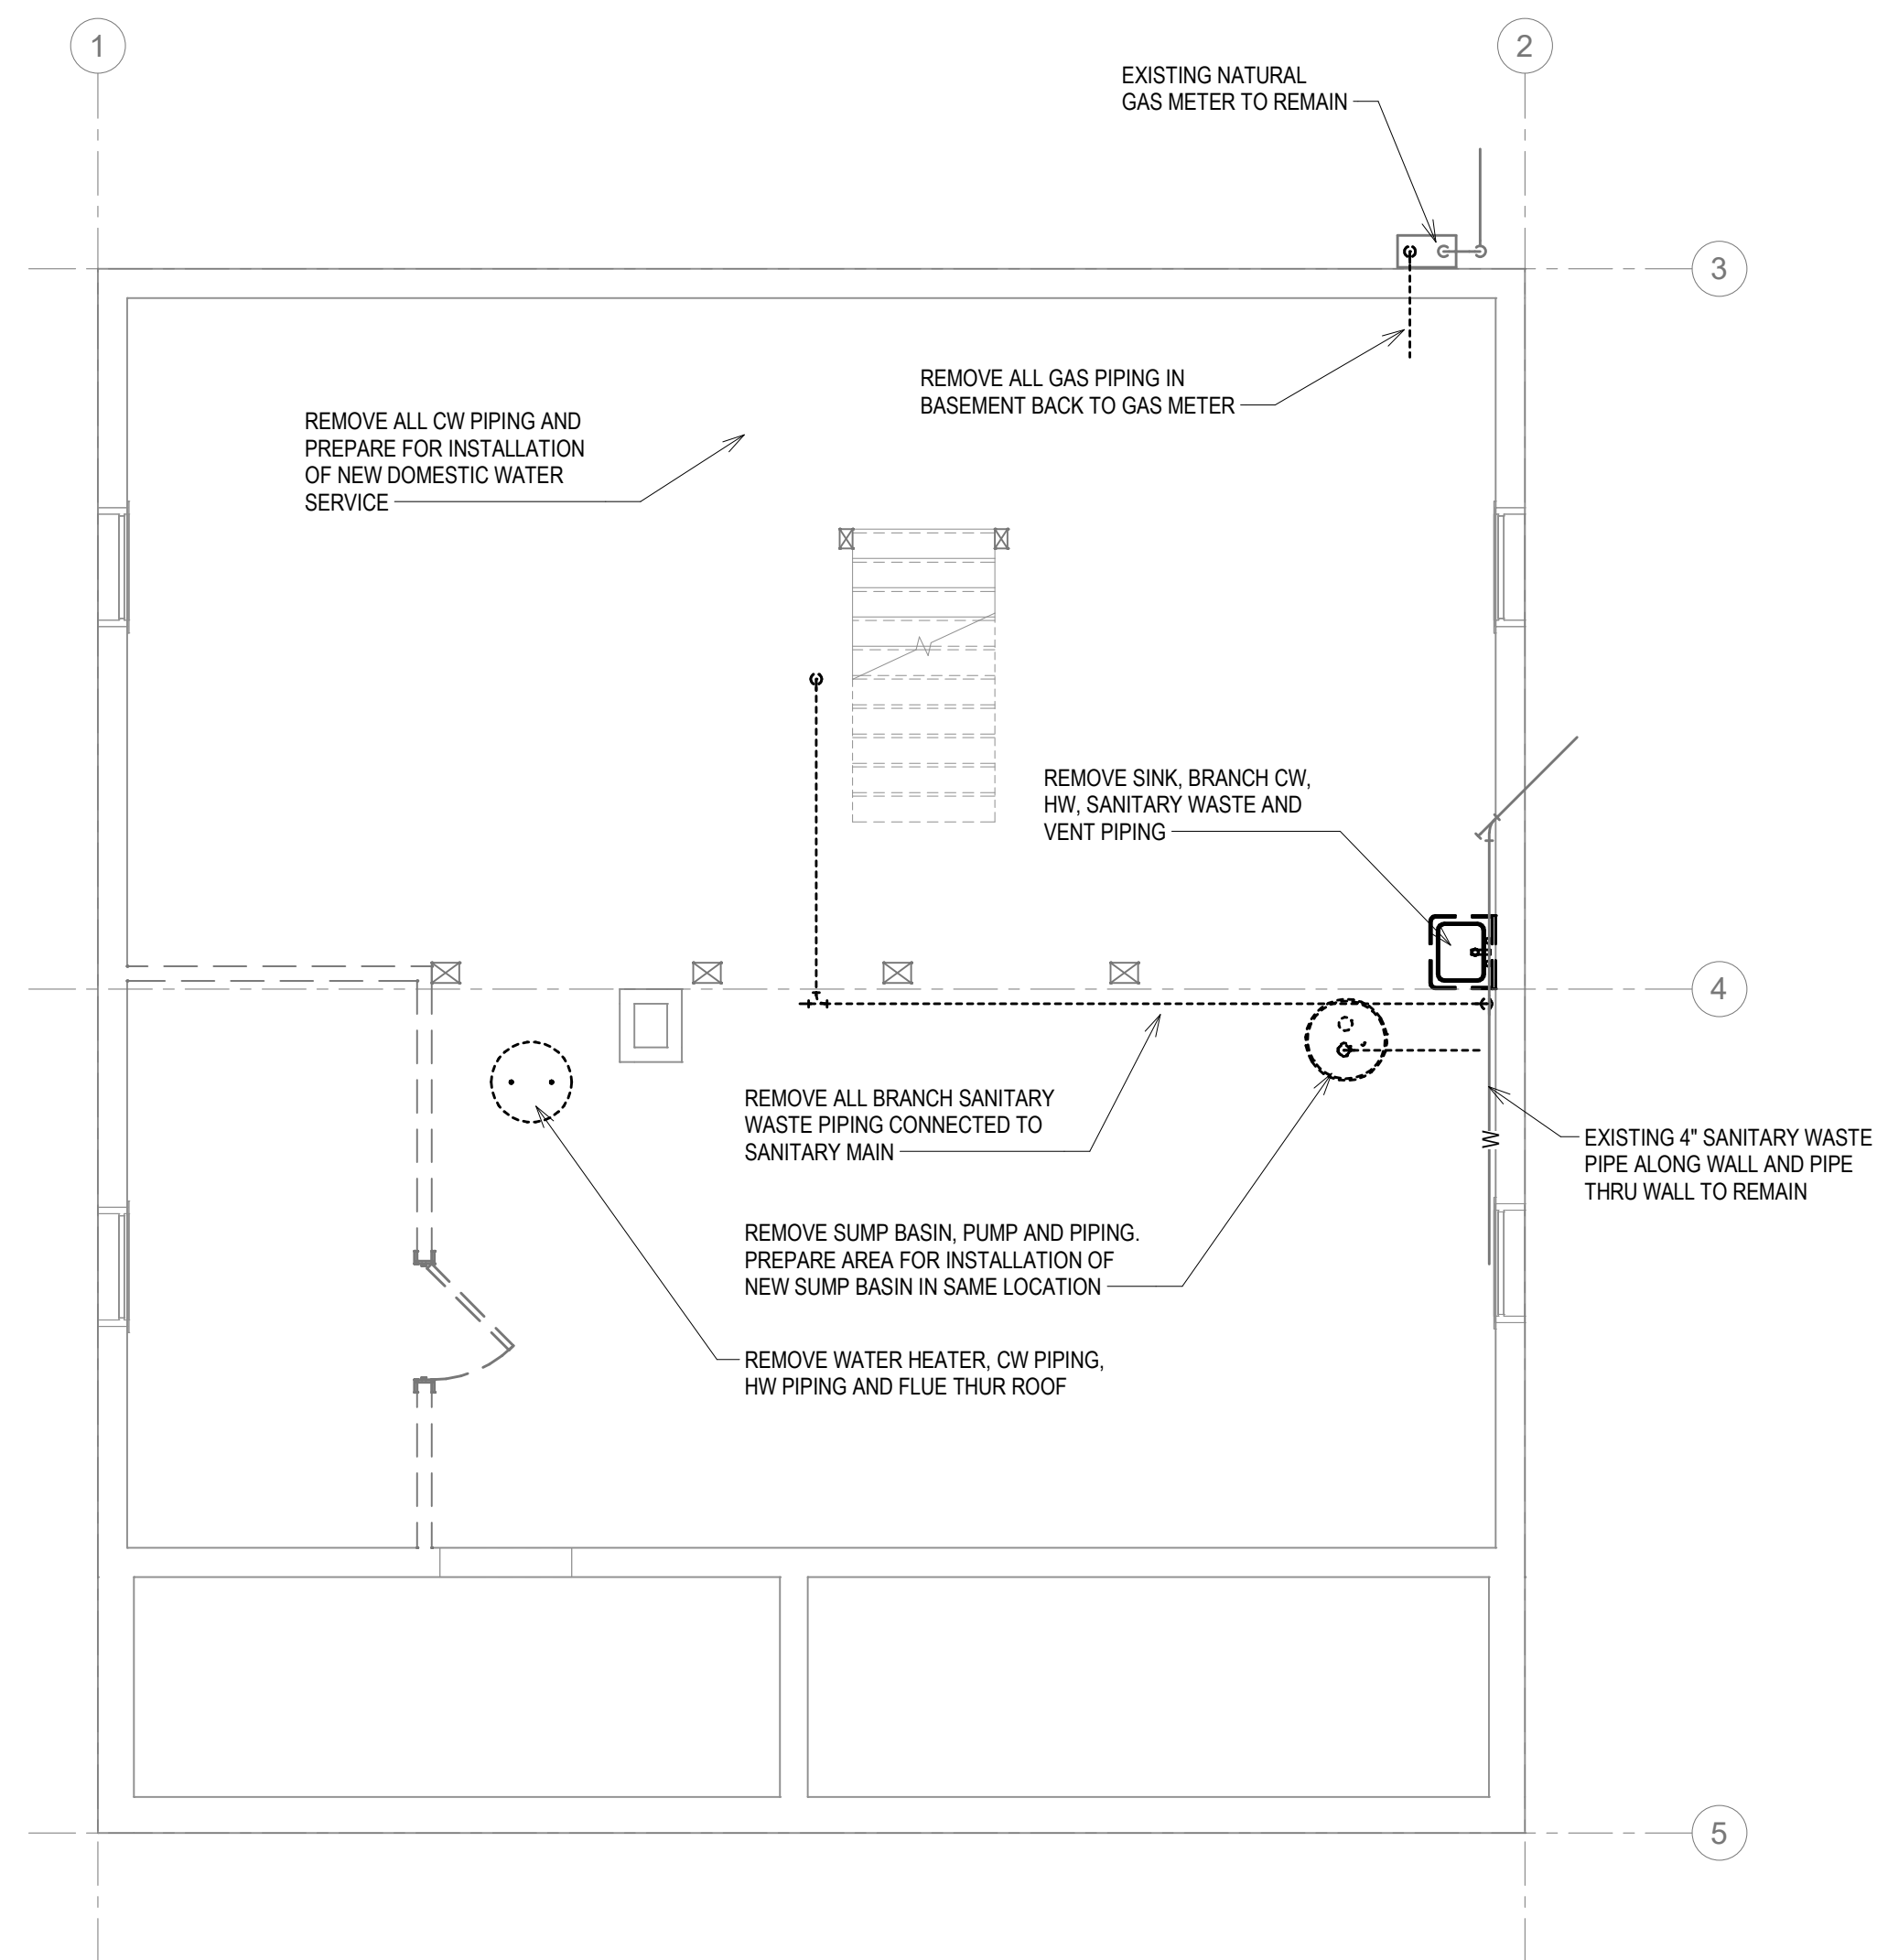 1
2
EXISTING NATURAL
GAS METER TO REMAIN
3
REMOVE ALL GAS PIPING IN
BASEMENT BACK TO GAS METER
REMOVE ALL CW PIPING AND
PREPARE FOR INSTALLATION
OF NEW DOMESTIC WATER
SERVICE
REMOVE SINK, BRANCH CW,
HW, SANITARY WASTE AND
VENT PIPING
4
REMOVE ALL BRANCH SANITARY
WASTE PIPING CONNECTED TO
SANITARY MAIN
W
EXISTING 4" SANITARY WASTE
PIPE ALONG WALL AND PIPE
THRU WALL TO REMAIN
REMOVE SUMP BASIN, PUMP AND PIPING.
PREPARE AREA FOR INSTALLATION OF
NEW SUMP BASIN IN SAME LOCATION
REMOVE WATER HEATER, CW PIPING,
HW PIPING AND FLUE THUR ROOF
5